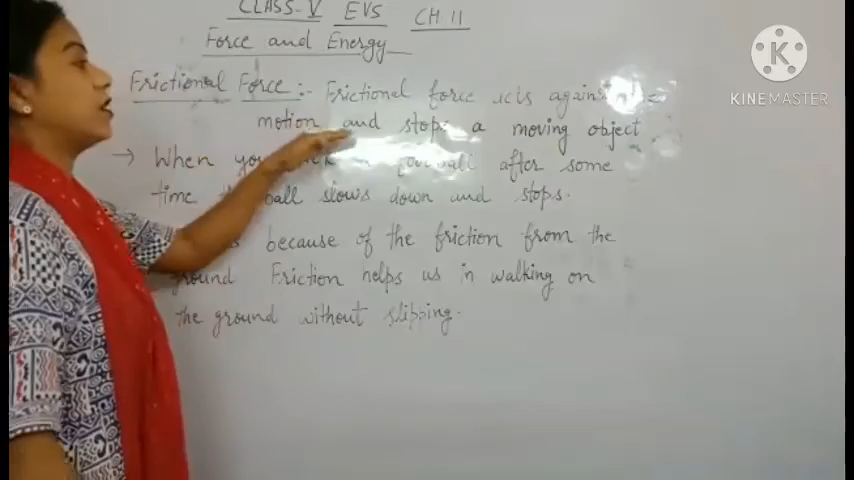 CLASS-V EVS CH 11
Force and Energy
Frictional Force :- Frictional force acts against the
motion and stops a moving object
→ When you kick a football after some
time the ball slows down and stops.
because of the friction from the
ground Friction helps us in walking on
the ground without slipping.
K
KINEMASTER